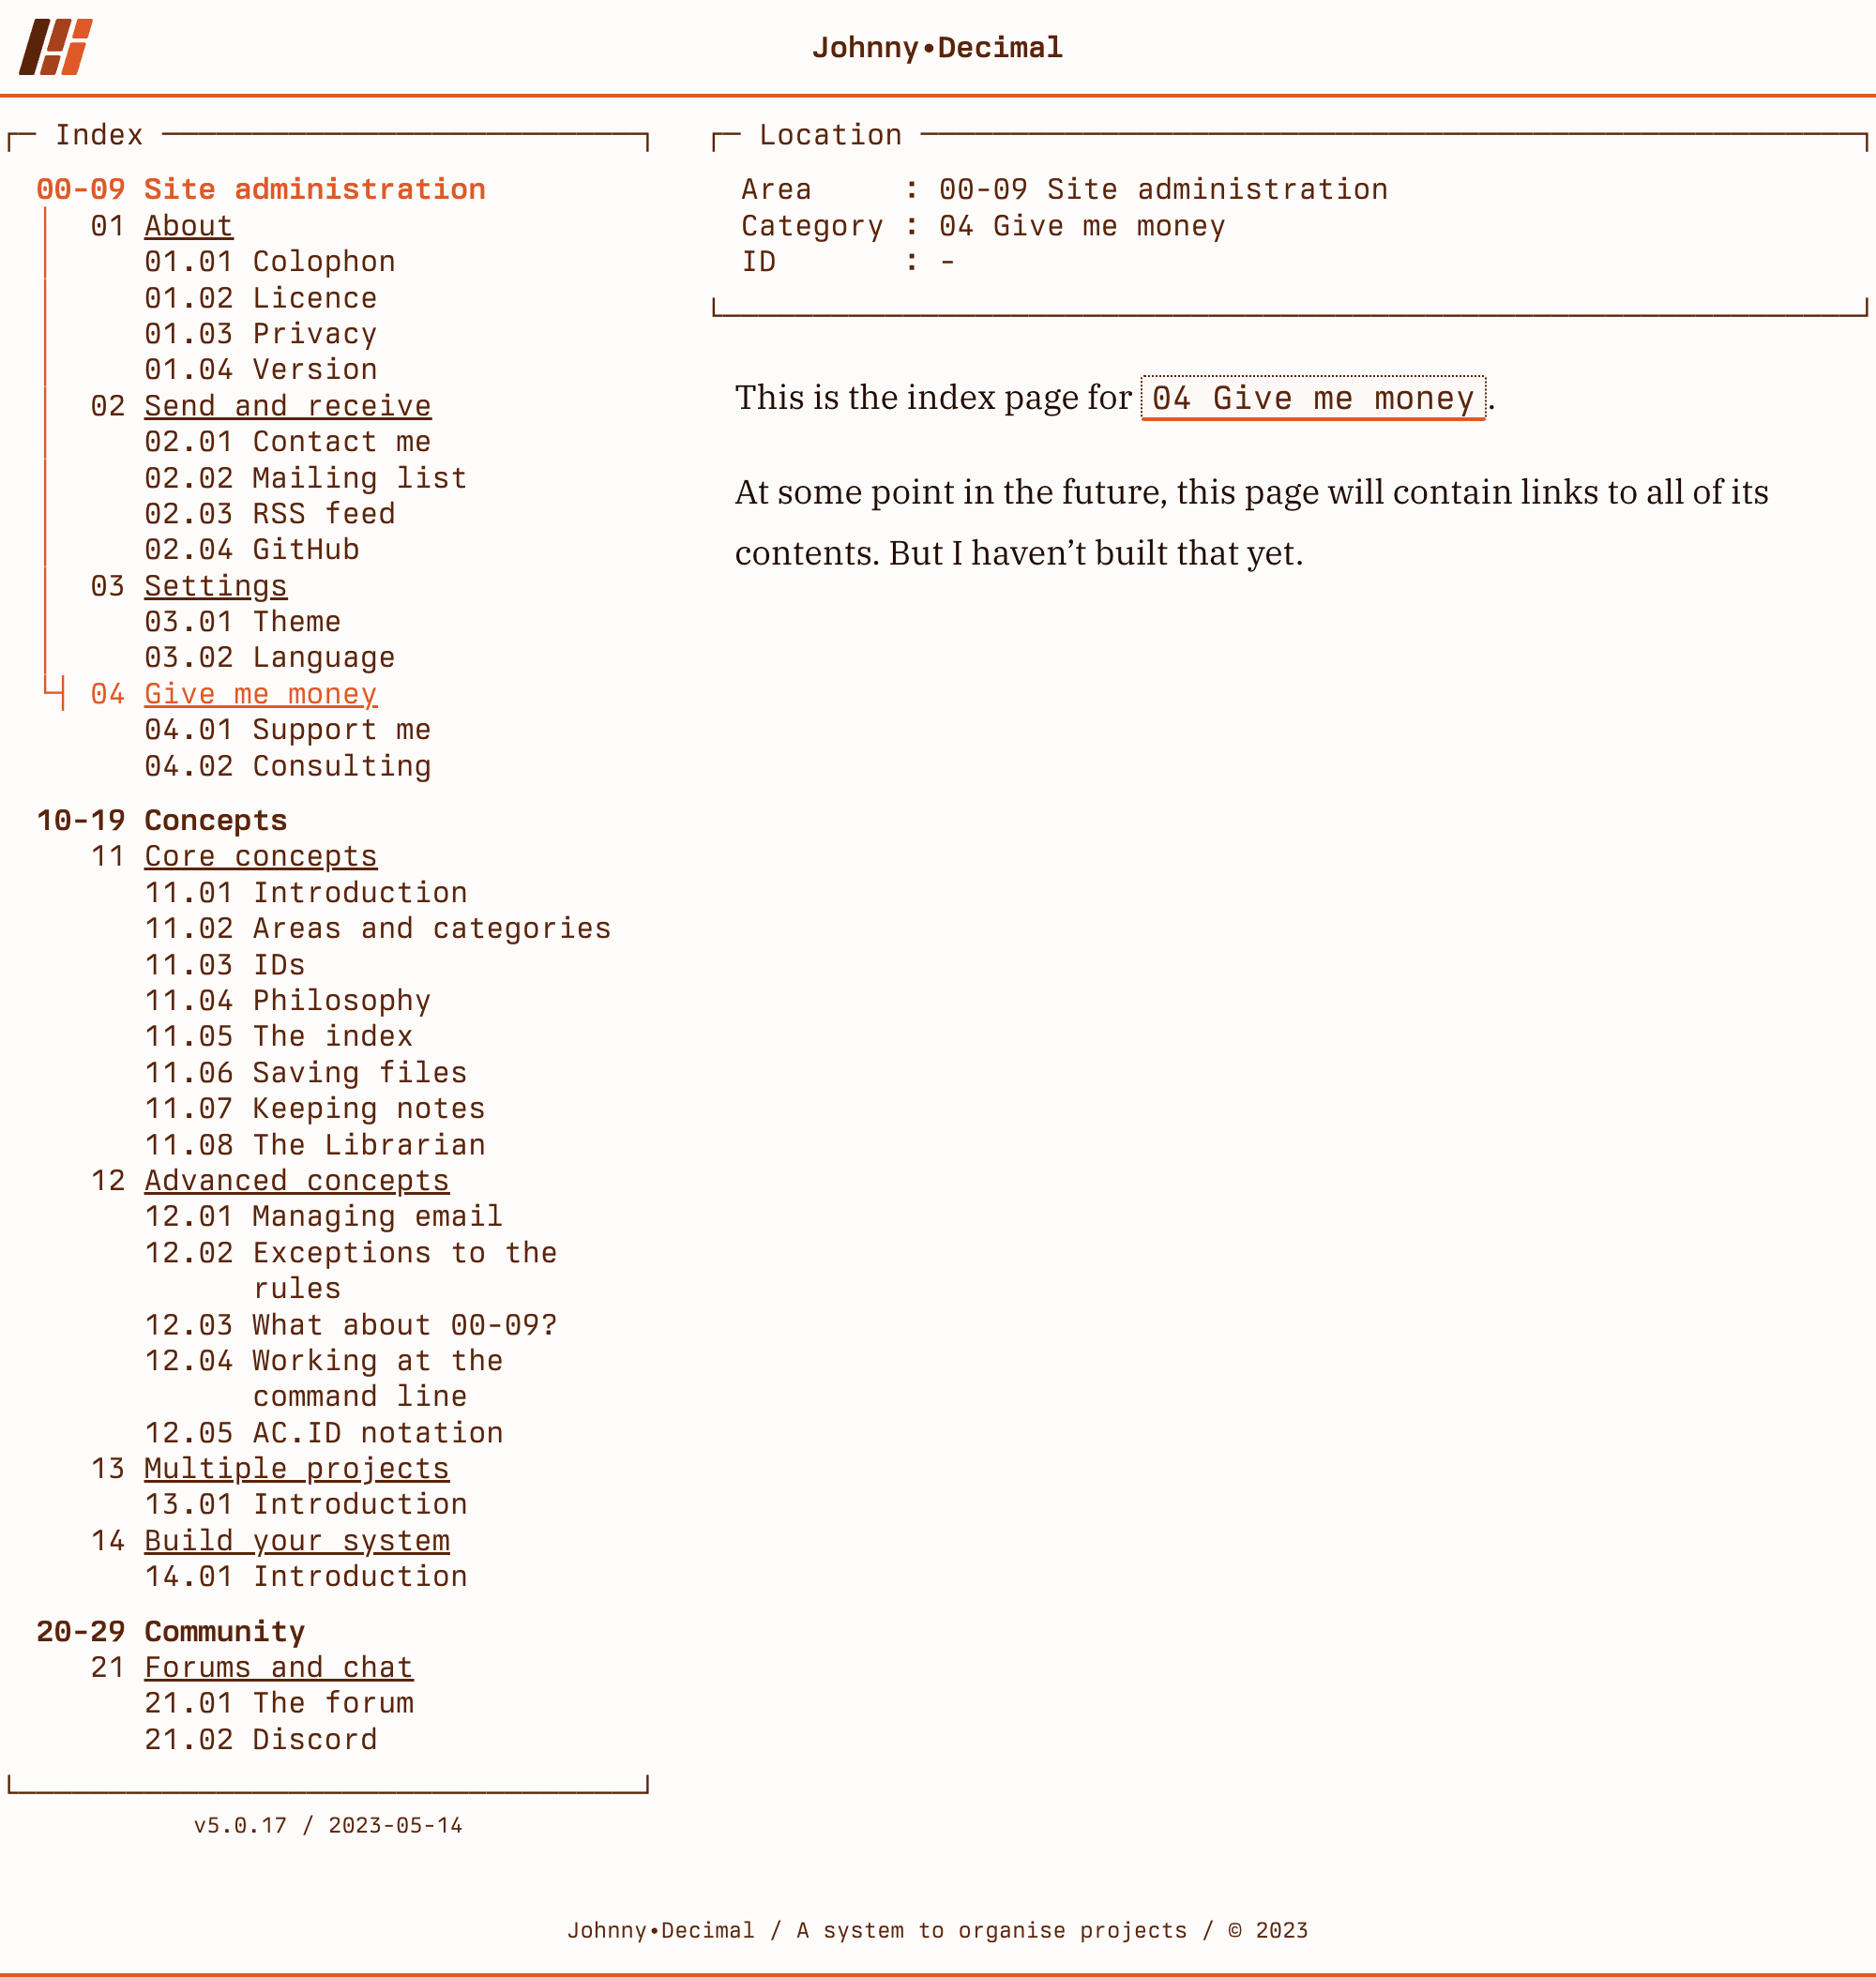 Johnny•Decimal
Index
00-09 Site administration
01 About
01.01 Colophon
01.02 Licence
01.03 Privacy
01.04 Version
02 Send and receive
02.01 Contact me
02.02 Mailing list
02.03 RSS feed
02.04 GitHub
03 Settings
03.01 Theme
03.02 Language
04 Give me money
04.01 Support me
04.02 Consulting
10-19 Concepts
11 Core concepts
11.01 Introduction
11.02 Areas and categories
11.03 IDs
11.04 Philosophy
11.05 The index
11.06 Saving files
11.07 Keeping notes
11.08 The Librarian
12 Advanced concepts
12.01 Managing email
12.02 Exceptions to the
rules
12.03 What about 00-09?
12.04 Working at the
command line
12.05 AC.ID notation
13 Multiple projects
13.01 Introduction
14 Build your system
14.01 Introduction
20-29 Community
21 Forums and chat
21.01 The forum
21.02 Discord
v5.0.17 / 2023-05-14
Location
Area : 00-09 Site administration
Category : 04 Give me money
ID : -
This is the index page for 04 Give me money.
At some point in the future, this page will contain links to all of its
contents. But I haven’t built that yet.
Johnny•Decimal / A system to organise projects / © 2023